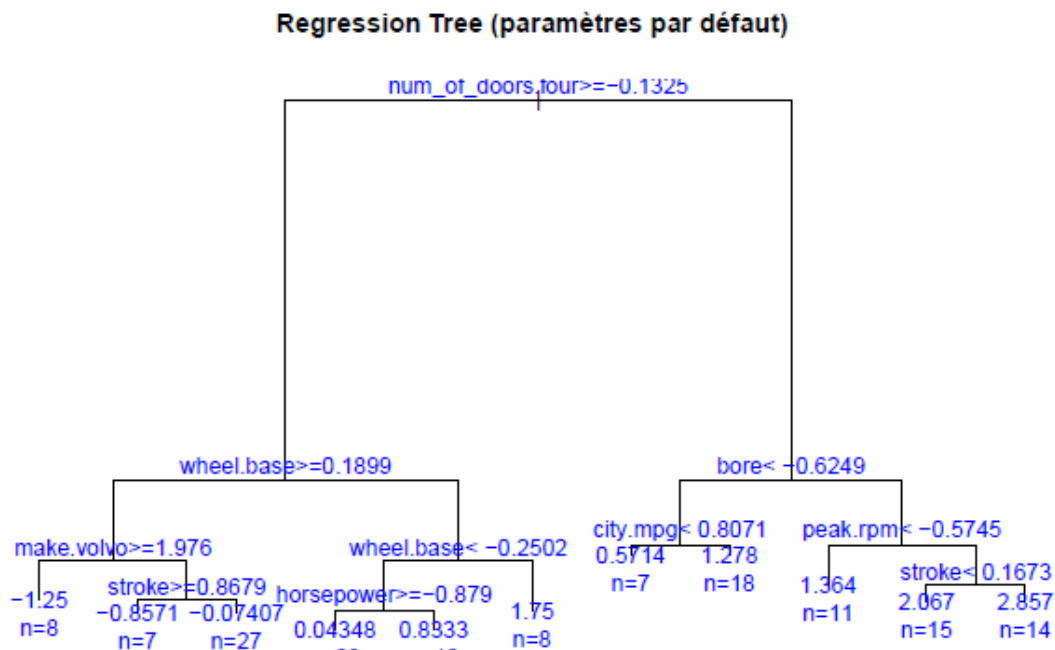 Regression Tree (paramètres par défaut)
num_of_doors.four>=−0.1325
wheel.base>=0.1899
bore< −0.6249
make.volvo>=1.976
wheel.base< −0.2502
city.mpg< 0.8071
peak.rpm< −0.5745
−1.25
n=8
stroke>=0.8679
−0.8571
n=7
−0.07407
n=27
horsepower>=−0.879
0.04348
0.8333
1.75
n=8
0.5714
n=7
1.278
n=18
1.364
n=11
stroke< 0.1673
2.067
n=15
2.857
n=14